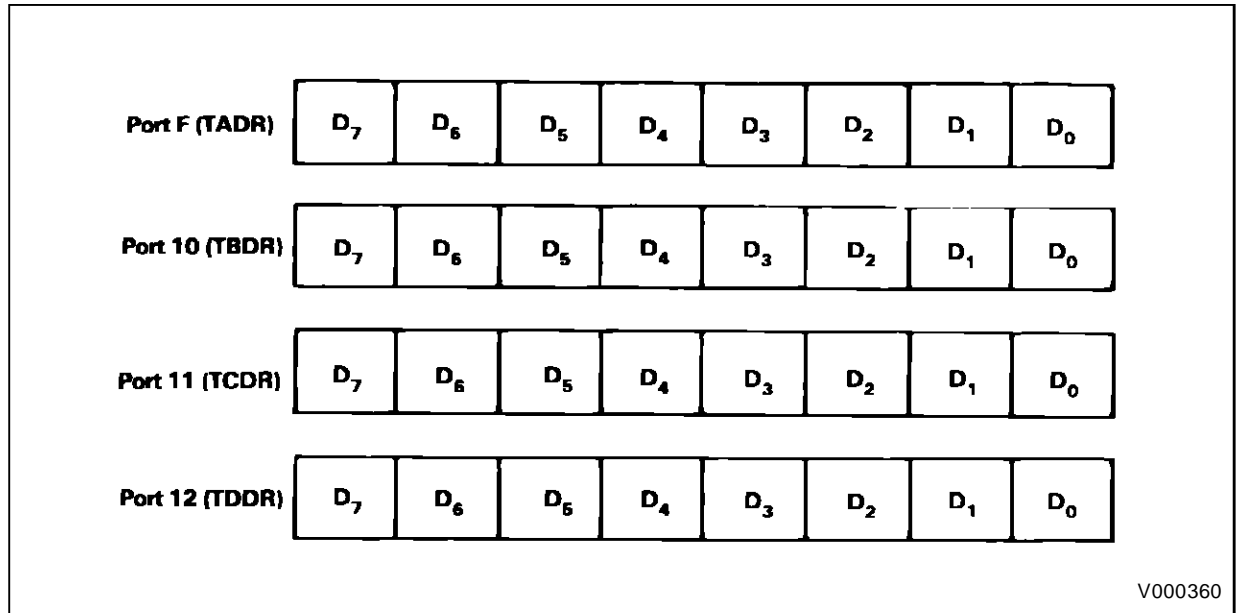 Port F (TADR) D7 D6 D5 D4 D3 D2 D1 D0
Port 10 (TBDR) D7 D6 D5 D4 D3 D2 D1 D0
Port 11 (TCDR) D7 D6 D5 D4 D3 D2 D1 D0
Port 12 (TDDR) D7 D6 D5 D4 D3 D2 D1 D0
V000360